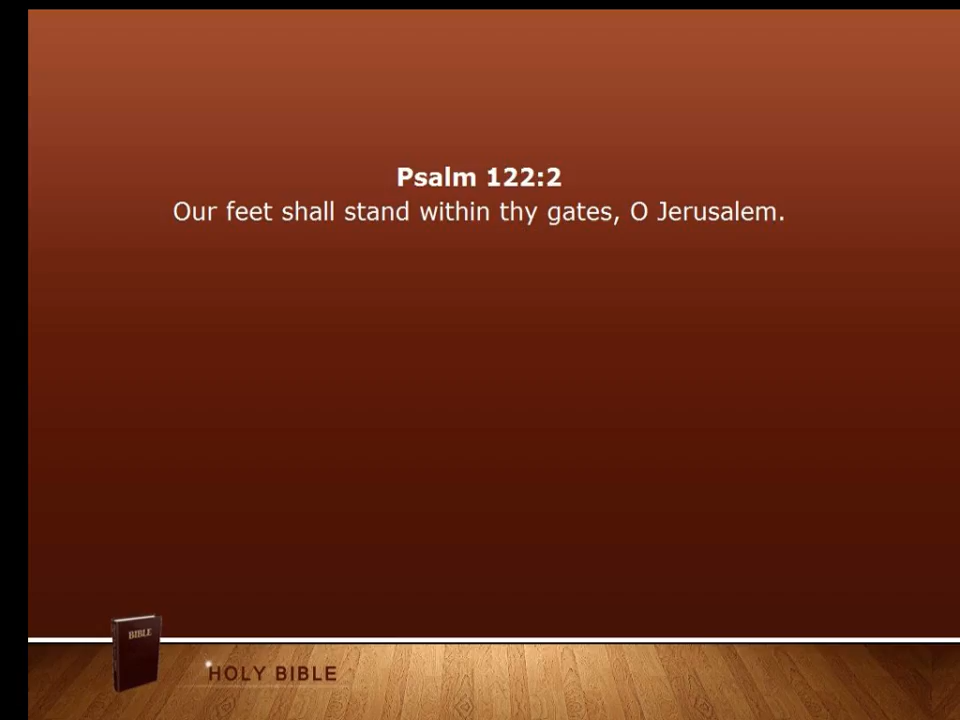 Psalm 122:2
Our feet shall stand within thy gates, O Jerusalem.
BIBLE
HOLY BIBLE